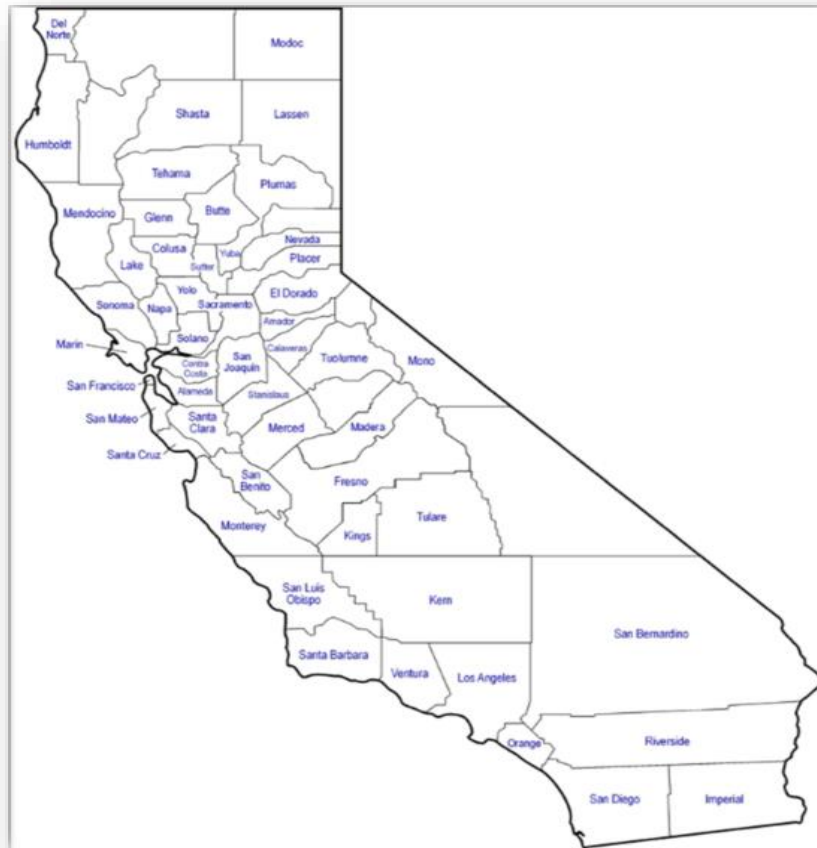 Del
Norte
Modoc
Shasta
Lassen
Humboldt
Tehama
Plumas
Mendocino
Glenn
Butte
Colusa
Nevada
Yuba
Placer
Lake
Sutter
Yolo
El Dorado
Sonoma
Napa
Sacramento
Amador
Solano
Marin
Calaveras
San
Joaquin
Tuolumne
Mono
Contra
Costa
San Francisco
Alameda
Stanislaus
San Mateo
Santa
Clara
Merced
Madera
Santa Cruz
San
Benito
Fresno
Monterey
Kings
Tulare
San Luis
Obispo
Kern
San Bernardino
Santa Barbara
Ventura
Los Angeles
Orange
Riverside
San Diego
Imperial